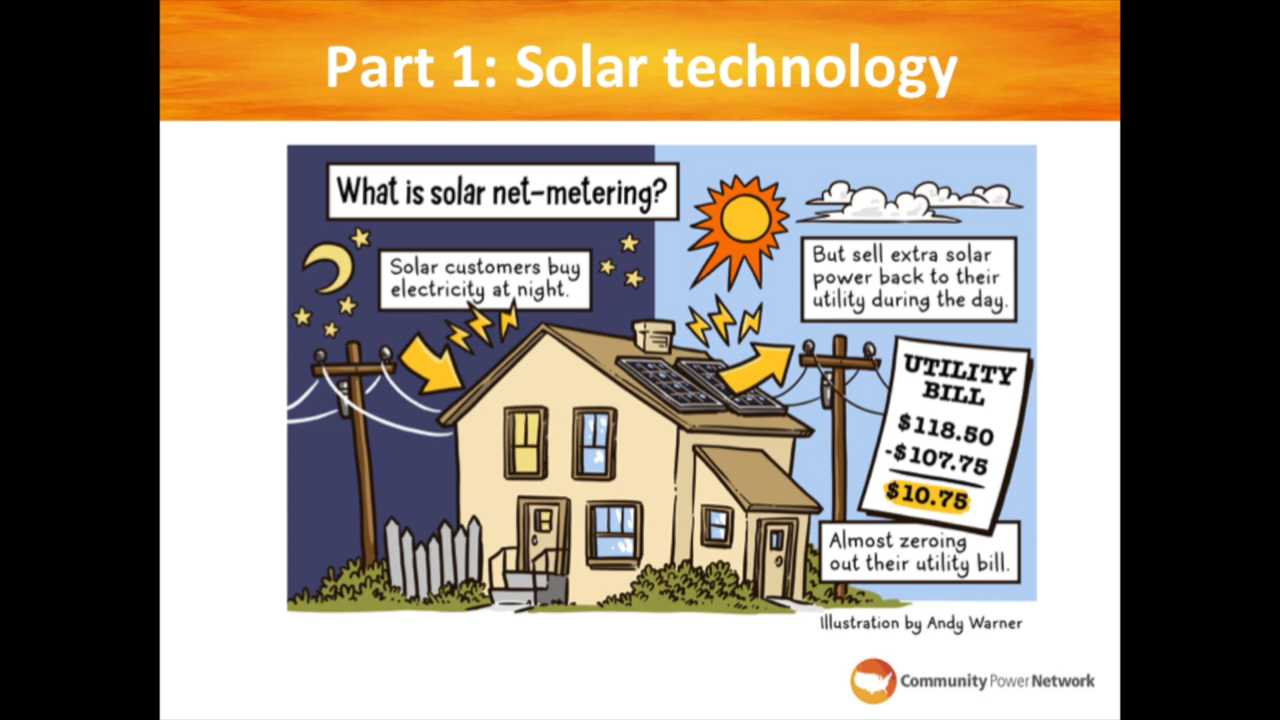 Part 1: Solar technology
What is solar net-metering?
Solar customers buy
electricity at night.
But sell extra solar
power back to their
utility during the day.
UTILITY
BILL
$118.50
-$107.75
$10.75
Almost zeroing
out their utility bill.
Illustration by Andy Warner
Community Power Network